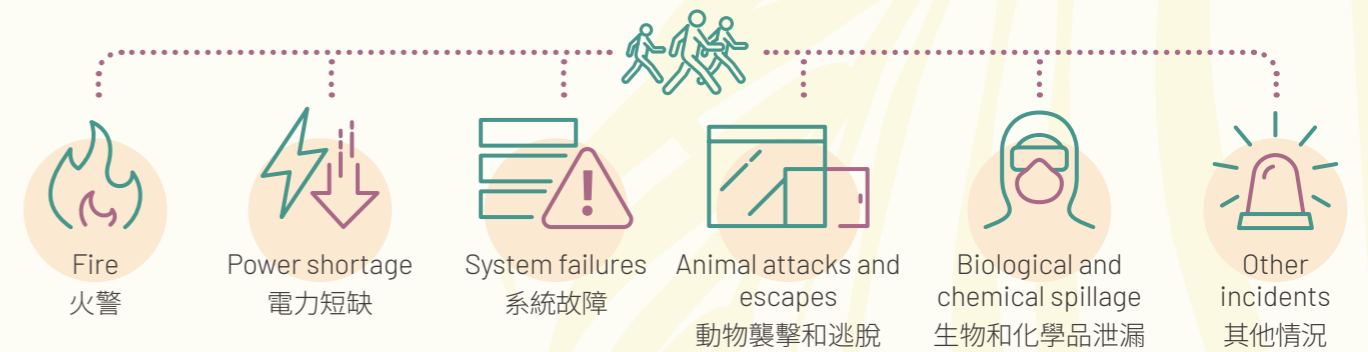 Fire
火警
Power shortage
電力短缺
System failures
系統故障
Animal attacks and
escapes
動物襲擊和逃脫
Biological and
chemical spillage
生物和化學品泄漏
Other
incidents
其他情況